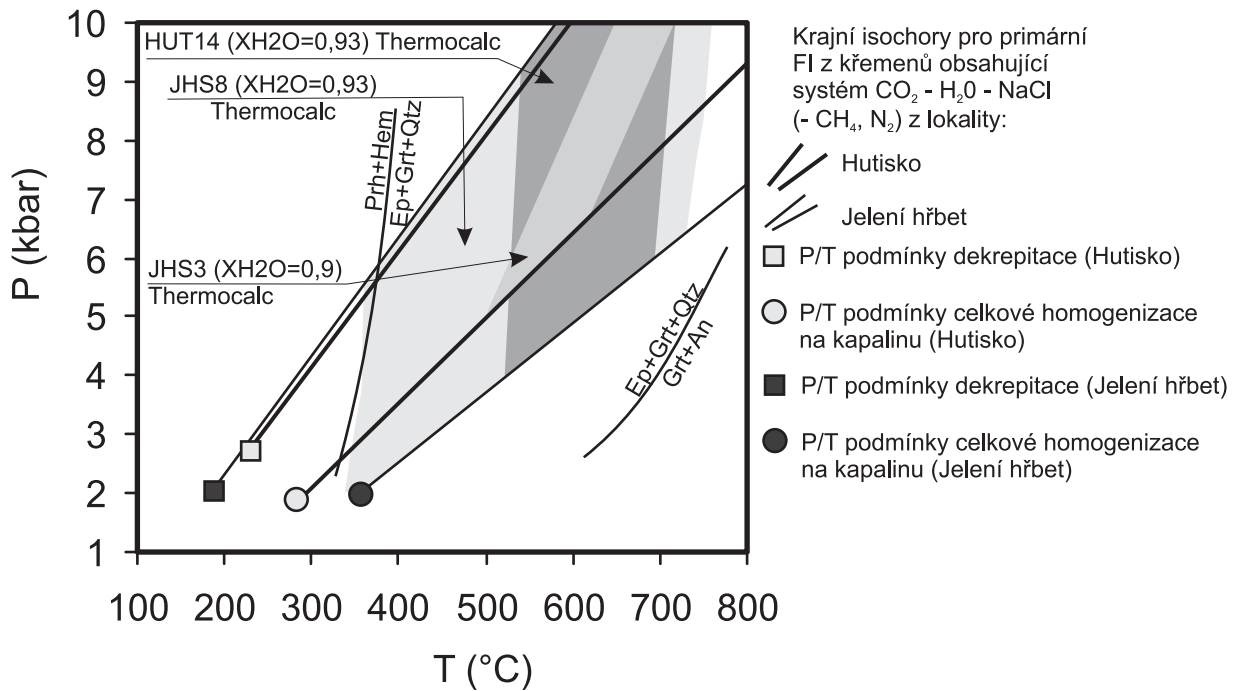 P (kbar)
10
9
8
7
6
5
4
3
2
1
100 200 300 400 500 600 700 800
T (°C)
HUT14 (XH2O=0,93) Thermocalc
JHS8 (XH2O=0,93)
Thermocalc
JHS3 (XH2O=0,9)
Thermocalc
Prh+Hem
Ep+Grt+Qtz
Ep+Grt+Qtz
Grt+An
Krajní isochory pro primární
FI z křemenů obsahující
systém CO₂ - H₂0 - NaCl
(- CH₄, N₂) z lokality:
Hutisko
Jelení hřbet
P/T podmínky dekrepitace (Hutisko)
P/T podmínky celkové homogenizace
na kapalinu (Hutisko)
P/T podmínky dekrepitace (Jelení hřbet)
P/T podmínky celkové homogenizace
na kapalinu (Jelení hřbet)